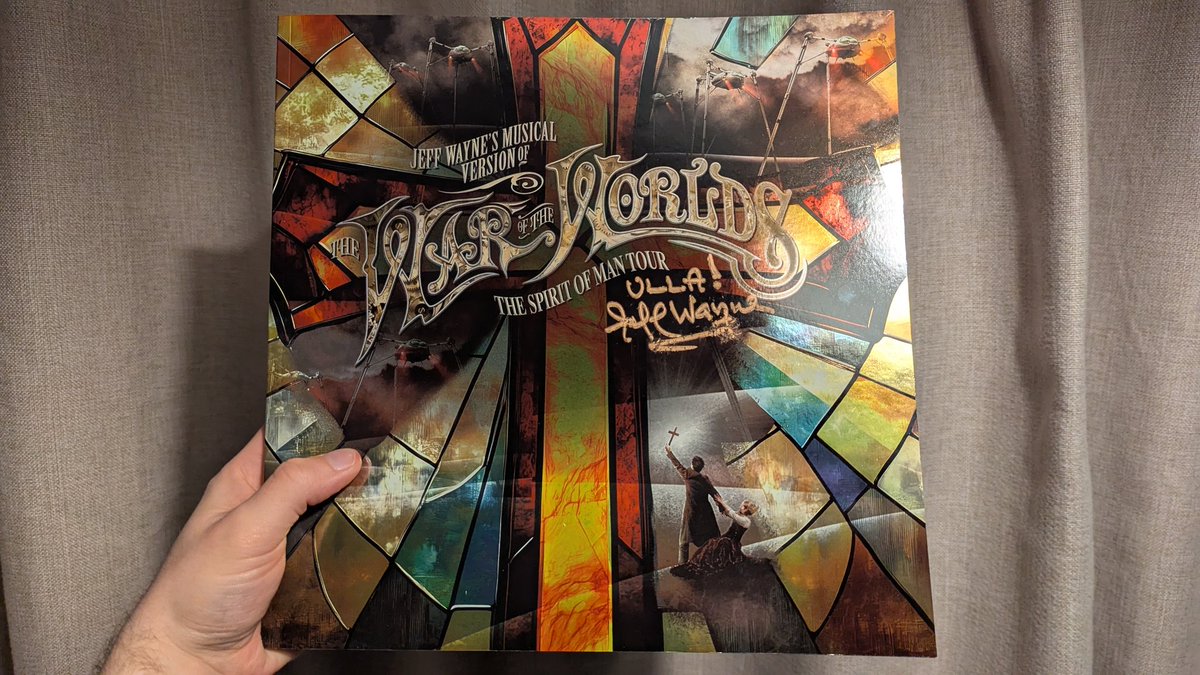 JEFF WAYNE'S MUSICAL
VERSION OF
THE WAR OF THE WORLDS
THE SPIRIT OF MAN TOUR
ULLA!
Jeff Wayne